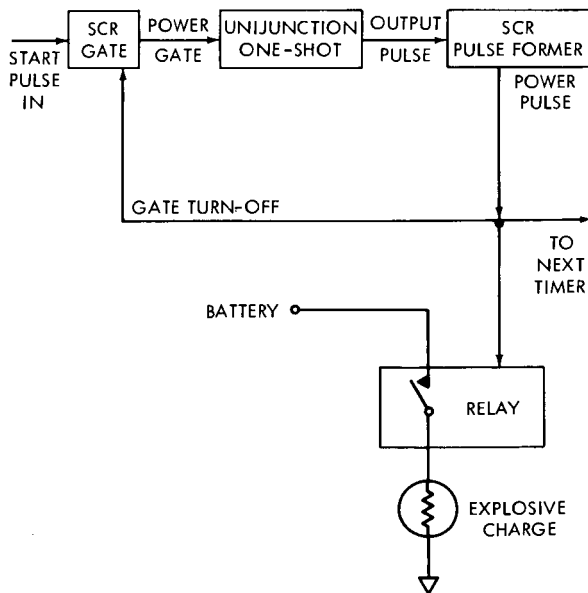 START
PULSE
IN
SCR
GATE
POWER
GATE
UNIJUNCTION
ONE-SHOT
OUTPUT
PULSE
SCR
PULSE FORMER
POWER
PULSE
GATE TURN-OFF
TO
NEXT
TIMER
BATTERY
RELAY
EXPLOSIVE
CHARGE